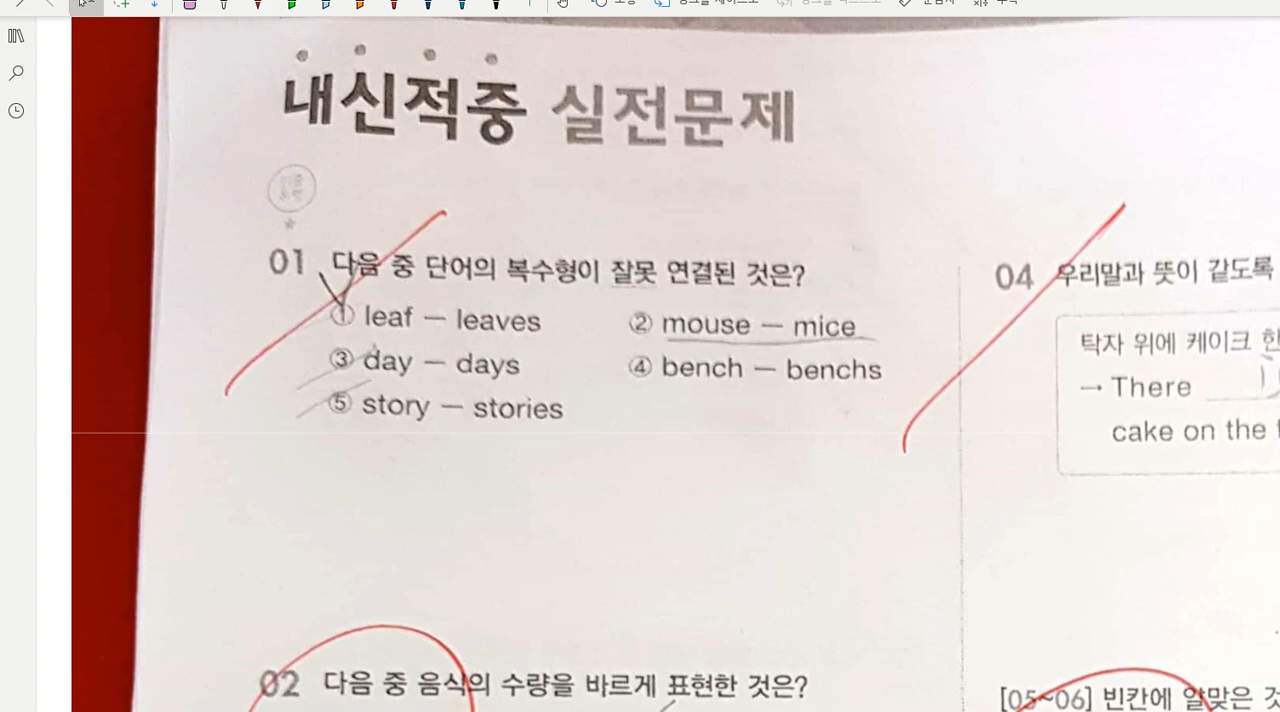 내신적중 실전문제
01 다음 중 단어의 복수형이 잘못 연결된 것은?
① leaf — leaves
② mouse — mice
③ day — days
④ bench — benchs
⑤ story — stories
02 다음 중 음식의 수량을 바르게 표현한 것은?
04 우리말과 뜻이 같도록
탁자 위에 케이크 한
→ There
cake on the
[05~06] 빈칸에 알맞은 것